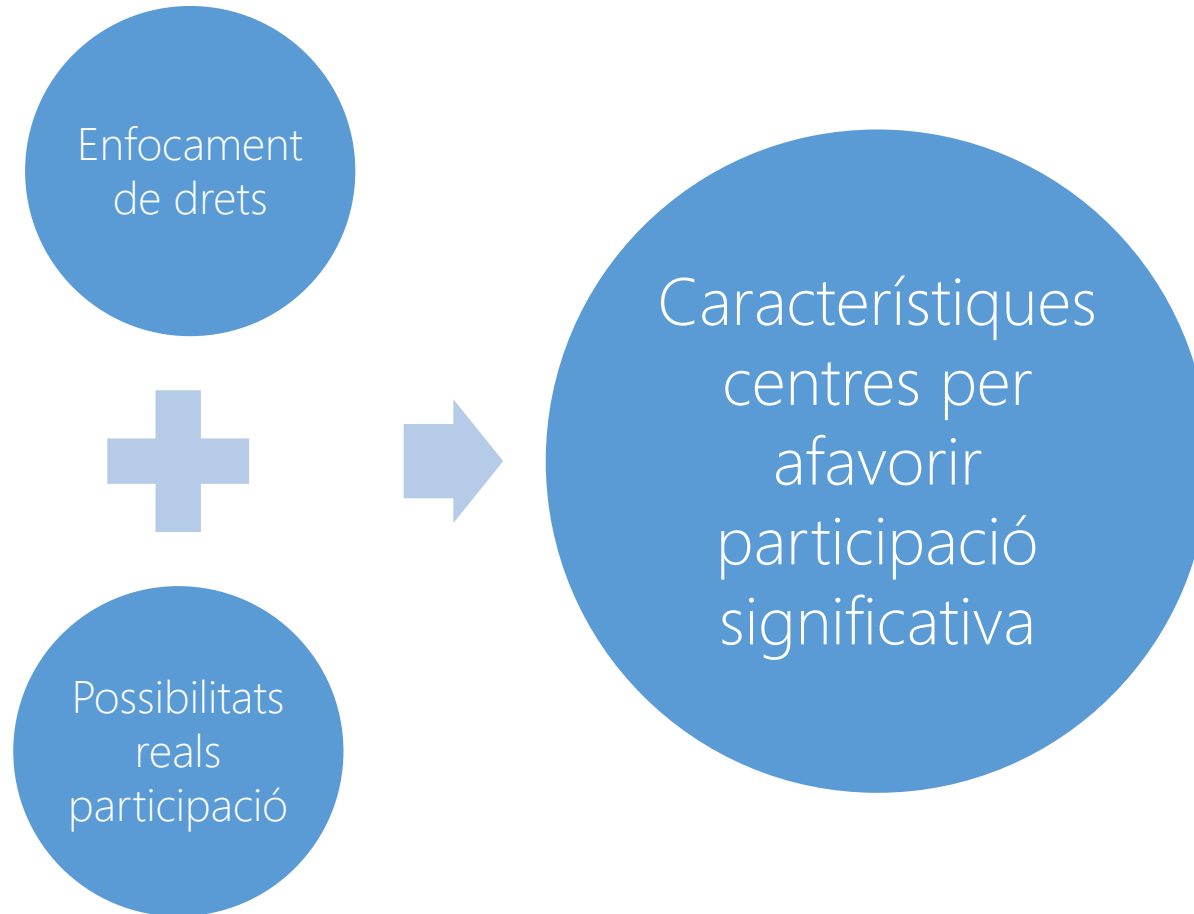 Enfocament
de drets
Possibilitats
reals
participació
Característiques
centres per
afavorir
participació
significativa